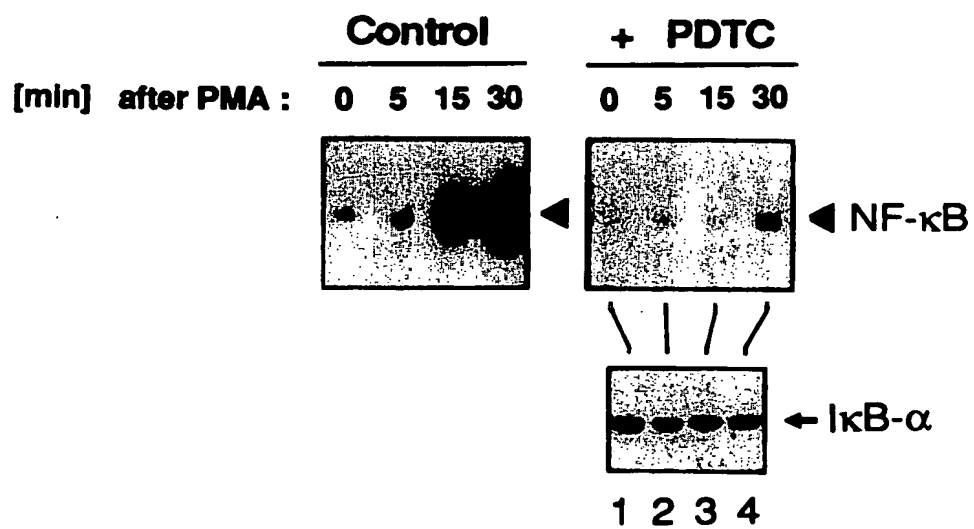 Control + PDTC
[min] after PMA : 0 5 15 30 0 5 15 30
NF-κB
IκB-α
1 2 3 4